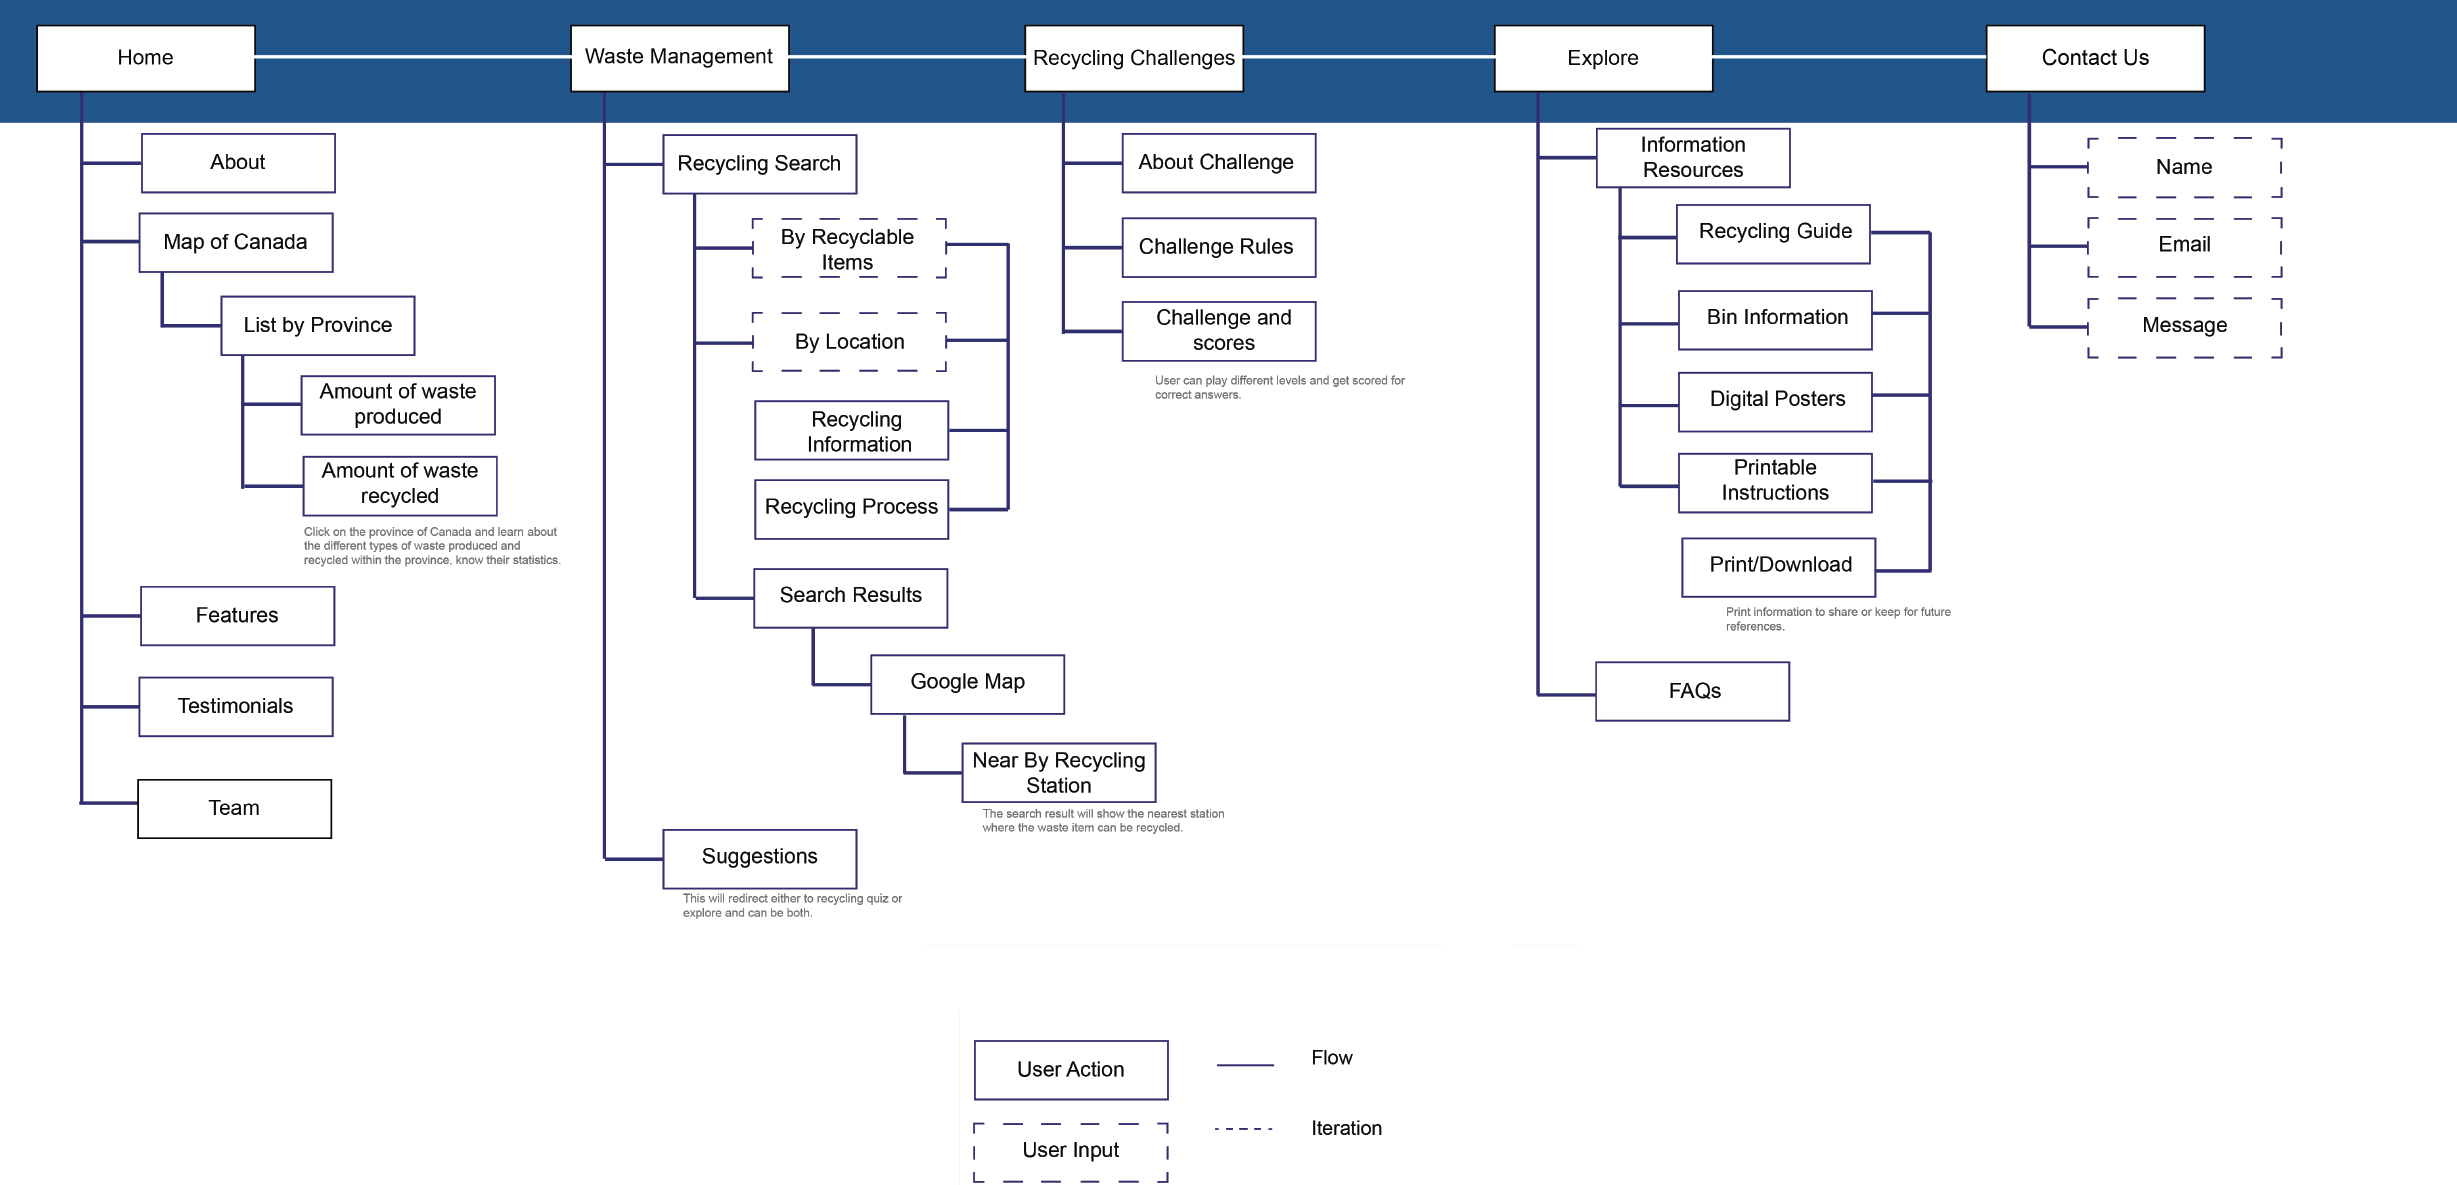 Home
Waste Management
Recycling Challenges
Explore
Contact Us
About
Map of Canada
List by Province
Amount of waste
produced
Amount of waste
recycled
Click on the province of Canada and learn about
the different types of waste produced and
recycled within the province, know their statistics.
Features
Testimonials
Team
Recycling Search
By Recyclable
Items
By Location
Recycling
Information
Recycling Process
Search Results
Google Map
Near By Recycling
Station
The search result will show the nearest station
where the waste item can be recycled.
Suggestions
This will redirect either to recycling quiz or
explore and can be both.
About Challenge
Challenge Rules
Challenge and
scores
User can play different levels and get scored for
correct answers.
Information
Resources
Recycling Guide
Bin Information
Digital Posters
Printable
Instructions
Print/Download
Print information to share or keep for future
references.
FAQs
Name
Email
Message
User Action
Flow
User Input
Iteration